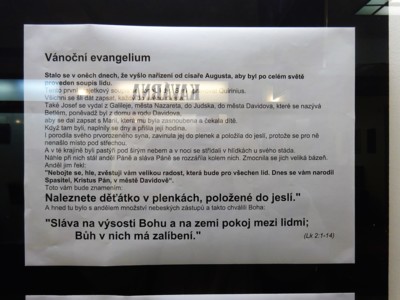 Vánoční evangelium
Stalo se v oněch dnech, že vyšlo nařízení od císaře Augusta, aby byl po celém světě
proveden soupis lidu.
majetkový Quirinius.
Všichni se šli dát zapsat,
Také Josef se vydal z Galileje, města Nazareta, do Judska, do města Davidova, které se nazývá
Betlém, poněvadž byl z domu a rodu Davidova,
aby se dal zapsat s Marií, která mu byla zasnoubena a čekala dítě.
Když tam byli, naplnily se dny a přišla její hodina.
I porodila svého prvorozeného syna, zavinula jej do plenek a položila do jeslí, protože se pro ně
nenašlo místo pod střechou.
A v té krajině byli pastýři pod širým nebem a v noci se střídali v hlídkách u svého stáda.
Náhle při nich stál anděl Páně a sláva Páně se rozzářila kolem nich. Zmocnila se jich veliká bázeň.
Anděl jim řekl:
"Nebojte se, hle, zvěstuji vám velikou radost, která bude pro všechen lid. Dnes se vám narodil
Spasitel, Kristus Pán, v městě Davidově".
Toto vám bude znamením:
Naleznete děťátko v plenkách, položené do jeslí."
A hned tu bylo s andělem množství nebeských zástupů a takto chválili Boha:
"Sláva na výsosti Bohu a na zemi pokoj mezi lidmi;
Bůh v nich má zalíbení." (Lk 2:1-14)
KAVÁRNA